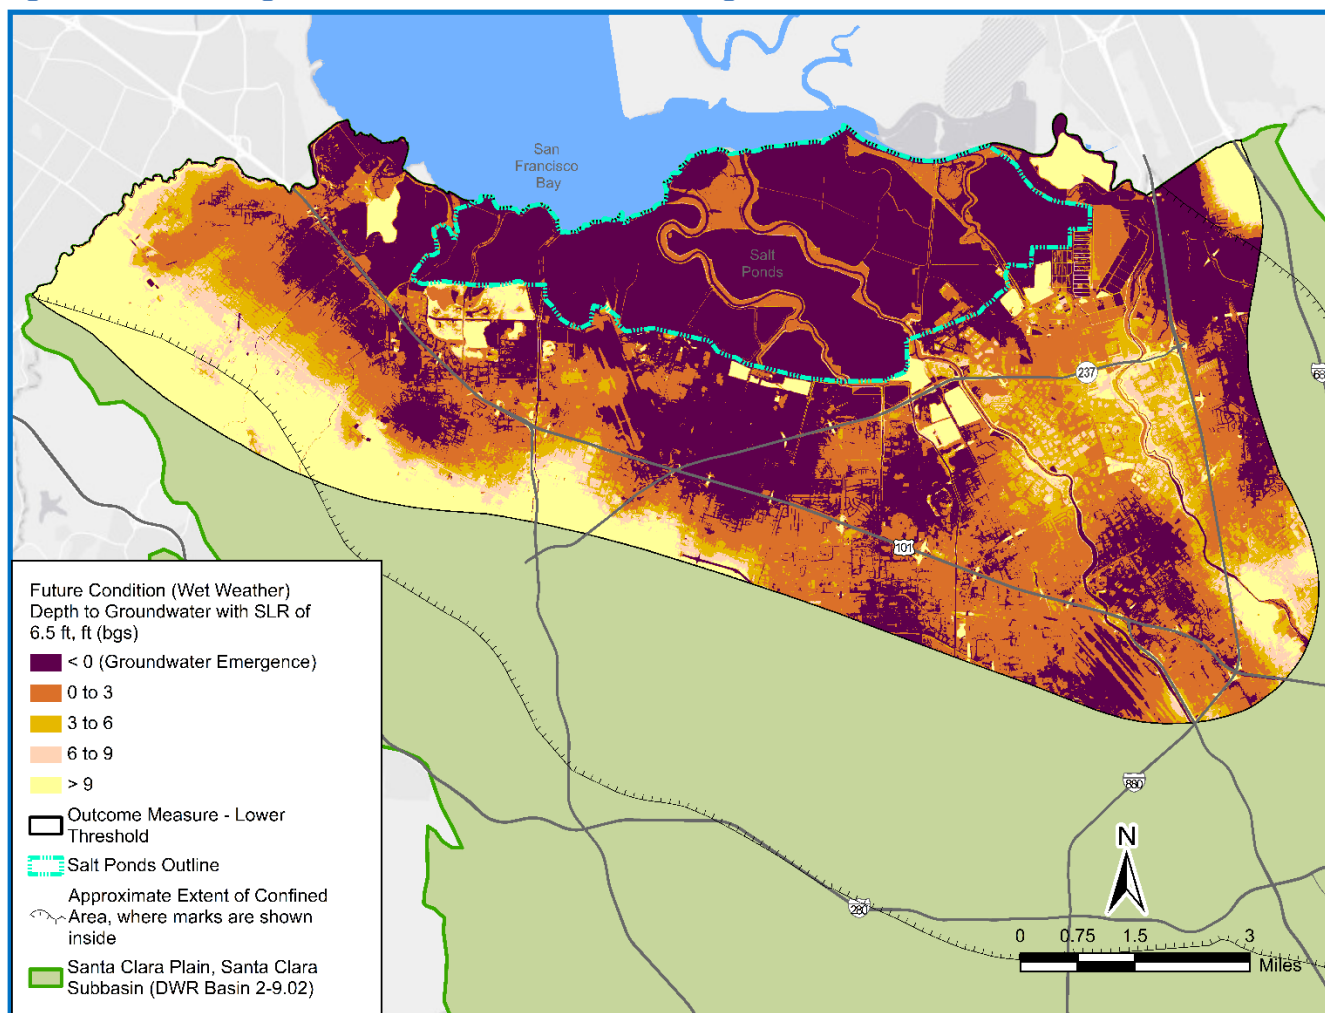 San
Francisco
Bay
Salt
Ponds
237
101
880
280
Future Condition (Wet Weather)
Depth to Groundwater with SLR of
6.5 ft, ft (bgs)
< 0 (Groundwater Emergence)
0 to 3
3 to 6
6 to 9
> 9
Outcome Measure - Lower
Threshold
Salt Ponds Outline
Approximate Extent of Confined
Area, where marks are shown
inside
Santa Clara Plain, Santa Clara
Subbasin (DWR Basin 2-9.02)
N
0 0.75 1.5 3
Miles